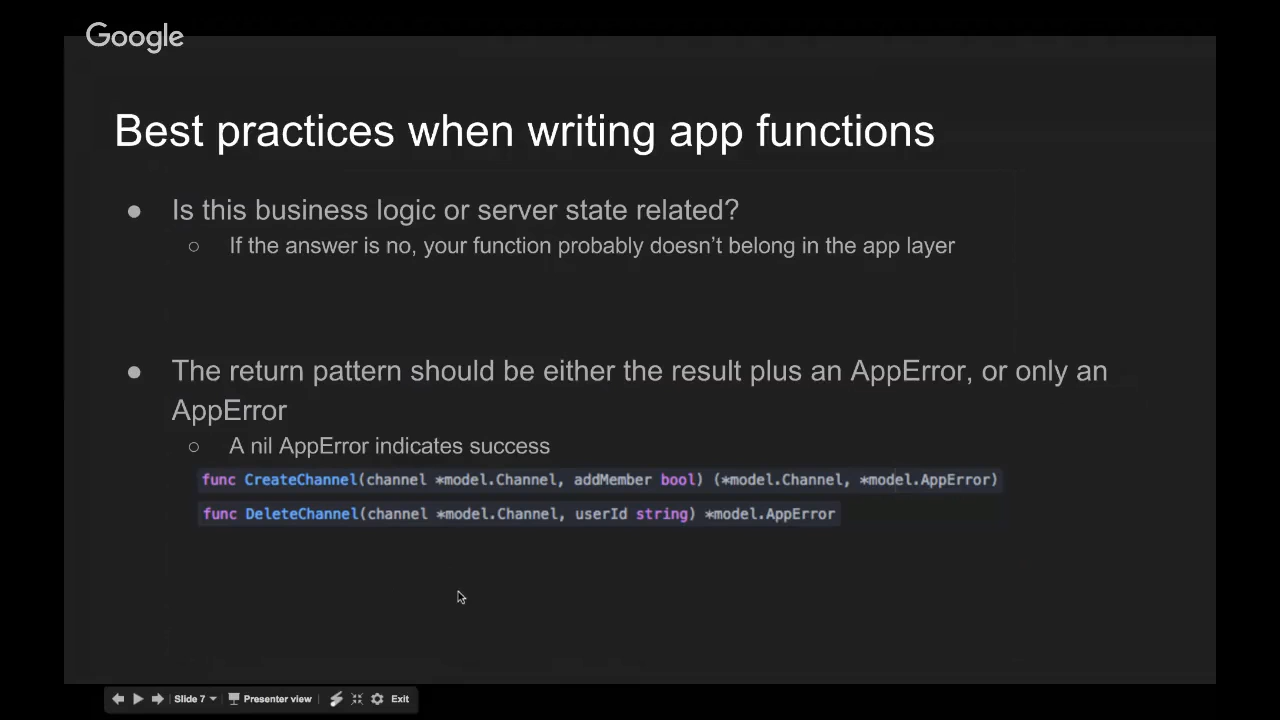 Google
Best practices when writing app functions
● Is this business logic or server state related?
○ If the answer is no, your function probably doesn’t belong in the app layer
● The return pattern should be either the result plus an AppError, or only an
AppError
○ A nil AppError indicates success
func CreateChannel(channel *model.Channel, addMember bool) (*model.Channel, *model.AppError)
func DeleteChannel(channel *model.Channel, userId string) *model.AppError
Slide 7 Presenter view Exit